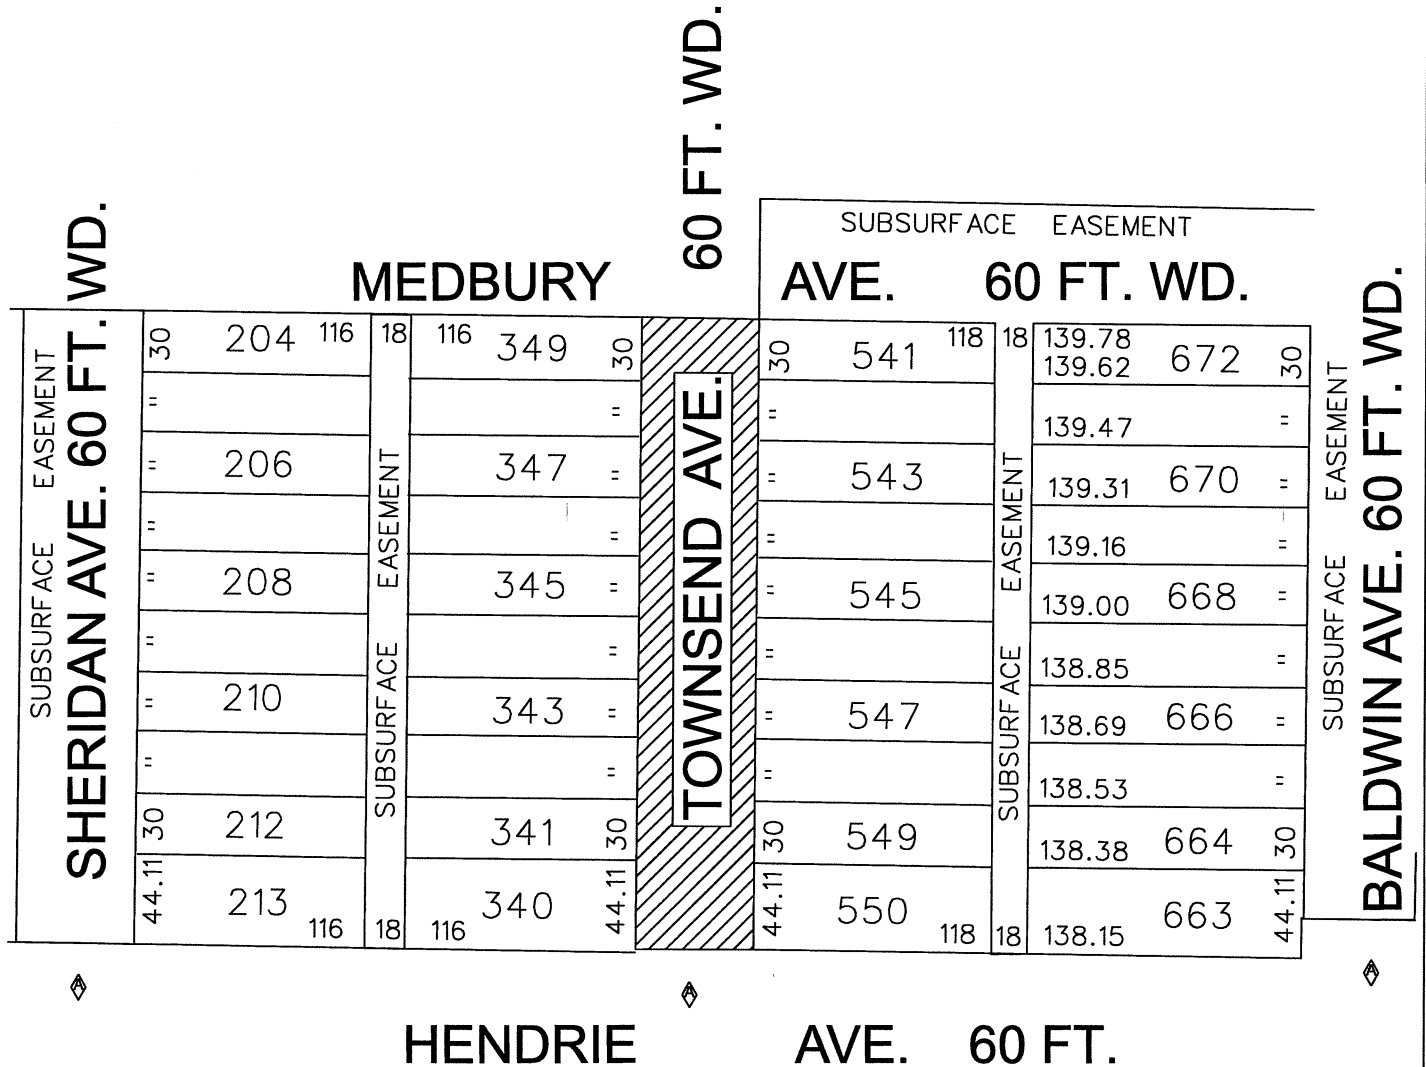 60 FT. WD.
SUBSURFACE EASEMENT
MEDBURY AVE. 60 FT. WD.
SUBSURFACE EASEMENT
SHERIDAN AVE. 60 FT. WD.
30 204 116 18 116 349 30
30 541 118 18 139.78
139.62 672 30
" " " 139.47 "
" 206 347 " " 543 139.31 670 "
" " " 139.16 "
" 208 345 " " 545 139.00 668 "
" " 138.85 "
" 210 343 " " 547 138.69 666 "
" " " 138.53 "
30 212 341 30 30 549 138.38 664 30
44.11 213 116 18 116 340 44.11
44.11 550 118 18 138.15 663 44.11
SUBSURFACE EASEMENT
TOWNSEND AVE.
SUBSURFACE EASEMENT
SUBSURFACE EASEMENT
BALDWIN AVE. 60 FT. WD.
A A A
HENDRIE AVE. 60 FT.